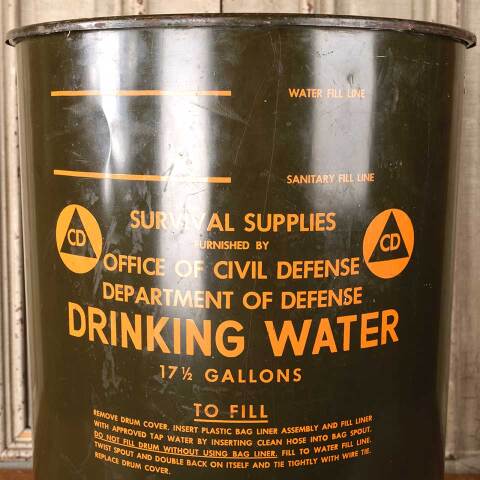 WATER FILL LINE
SANITARY FILL LINE
SURVIVAL SUPPLIES
FURNISHED BY
CD
OFFICE OF CIVIL DEFENSE
CD
DEPARTMENT OF DEFENSE
DRINKING WATER
17 ½ GALLONS
TO FILL
REMOVE DRUM COVER. INSERT PLASTIC BAG LINER ASSEMBLY AND FILL LINER
WITH APPROVED TAP WATER BY INSERTING CLEAN HOSE INTO BAG SPOUT.
DO NOT FILL DRUM WITHOUT USING BAG LINER. FILL TO WATER FILL LINE.
TWIST SPOUT AND DOUBLE BACK ON ITSELF AND TIE TIGHTLY WITH WIRE TIE.
REPLACE DRUM COVER.